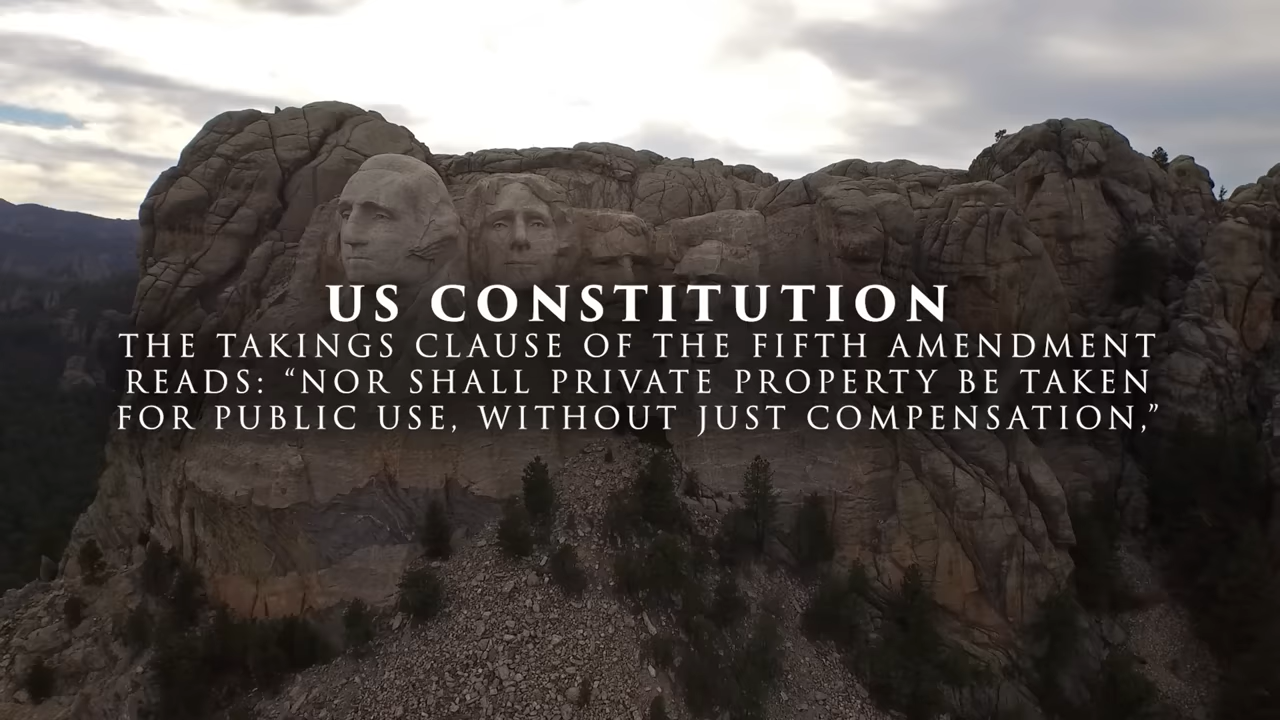 US CONSTITUTION
THE TAKINGS CLAUSE OF THE FIFTH AMENDMENT
READS: “NOR SHALL PRIVATE PROPERTY BE TAKEN
FOR PUBLIC USE, WITHOUT JUST COMPENSATION,”